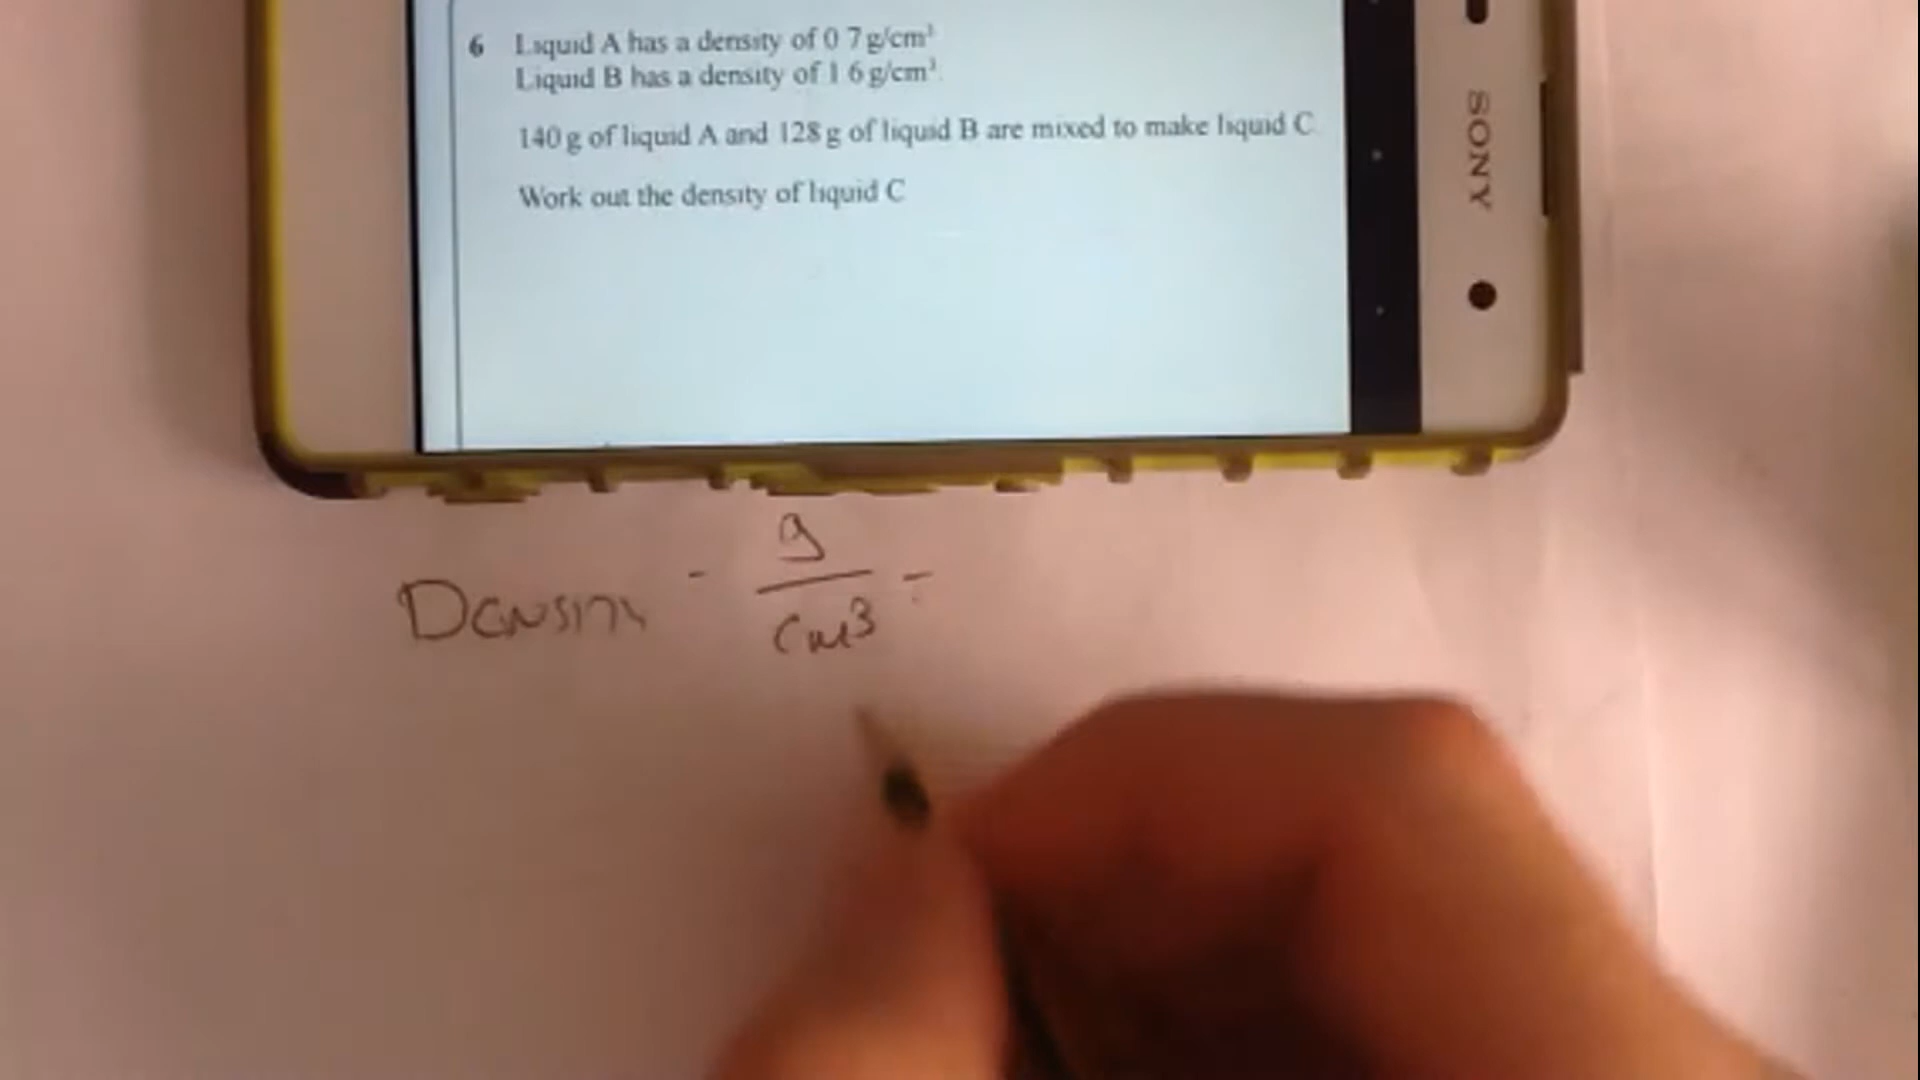 6 Liquid A has a density of 0 7 g/cm³
Liquid B has a density of 1 6 g/cm³.
140 g of liquid A and 128 g of liquid B are mixed to make liquid C.
Work out the density of liquid C
SONY
Density = g/cm³ =